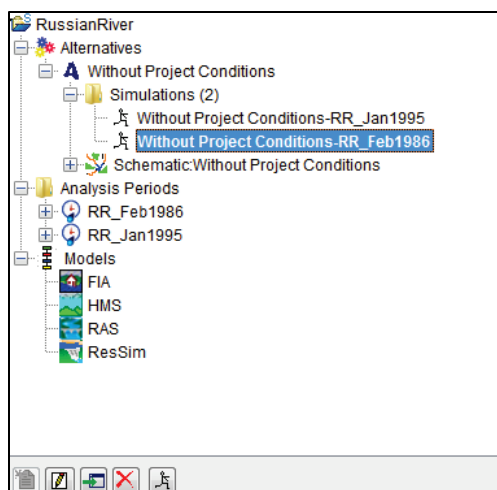 RussianRiver
Alternatives
Without Project Conditions
Simulations (2)
Without Project Conditions-RR_Jan1995
Without Project Conditions-RR_Feb1986
Schematic:Without Project Conditions
Analysis Periods
RR_Feb1986
RR_Jan1995
Models
FIA
HMS
RAS
ResSim